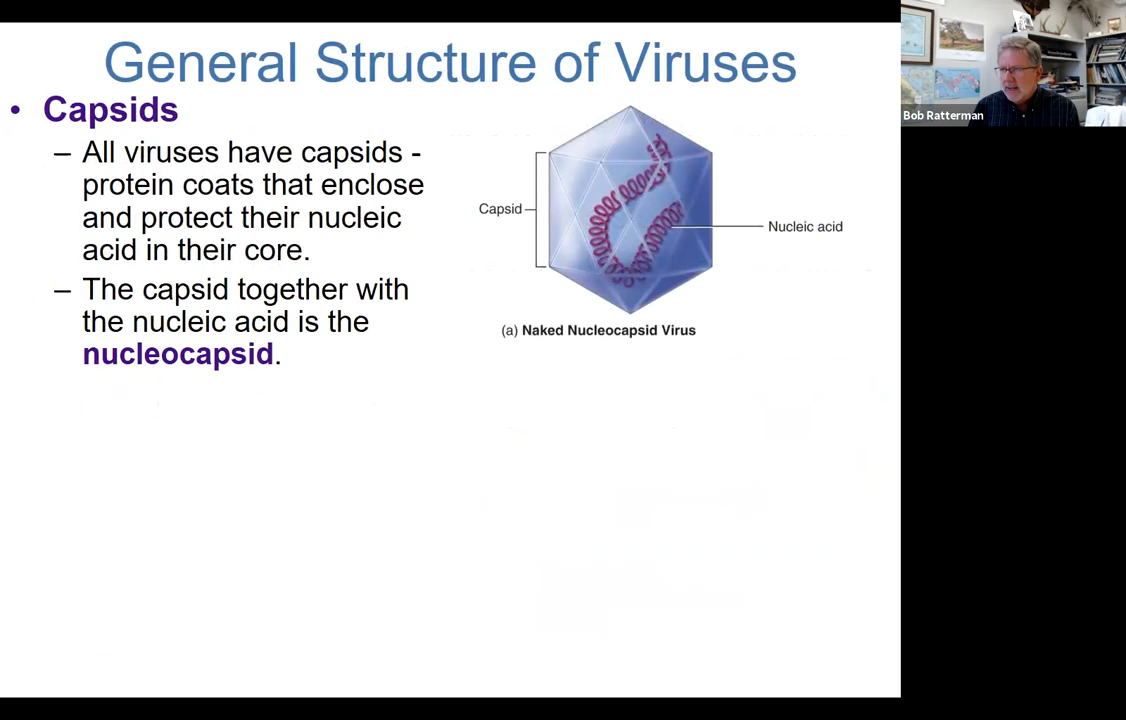 General Structure of Viruses
• Capsids
– All viruses have capsids -
protein coats that enclose
and protect their nucleic
acid in their core.
– The capsid together with
the nucleic acid is the
nucleocapsid.
Capsid
Nucleic acid
(a) Naked Nucleocapsid Virus
Bob Ratterman